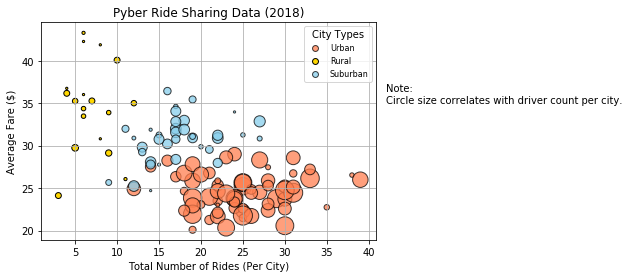 Pyber Ride Sharing Data (2018)
City Types
Urban
Rural
Suburban
Average Fare ($)
40
35
30
25
20
5
10
15
20
25
30
35
40
Total Number of Rides (Per City)
Note:
Circle size correlates with driver count per city.